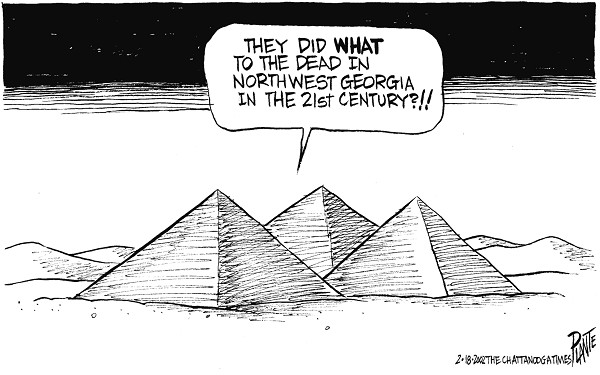 THEY DID WHAT
TO THE DEAD IN
NORTHWEST GEORGIA
IN THE 21st CENTURY?!!
PLANTE
2-18-2002 THE CHATTANOOGA TIMES